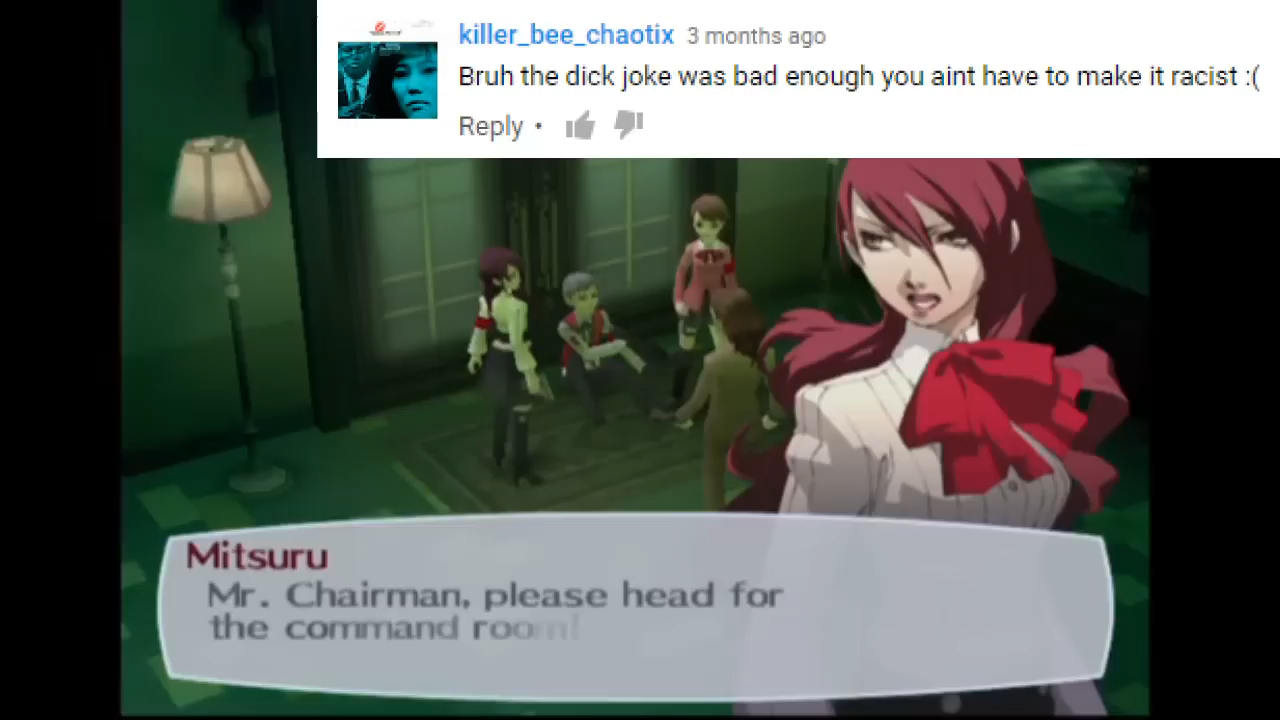 killer_bee_chaotix 3 months ago
Bruh the dick joke was bad enough you aint have to make it racist :(
Reply •
Mitsuru
Mr. Chairman, please head for
the command room!